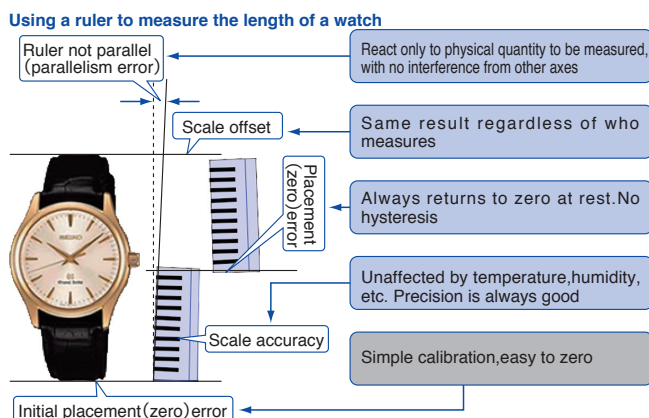 Using a ruler to measure the length of a watch
Ruler not parallel
(parallelism error)
React only to physical quantity to be measured,
with no interference from other axes
Scale offset
Same result regardless of who
measures
Placement
(zero)error
Always returns to zero at rest.No
hysteresis
SEIKO
GS
Grand Seiko
Unaffected by temperature,humidity,
etc. Precision is always good
Scale accuracy
Simple calibration,easy to zero
Initial placement(zero)error